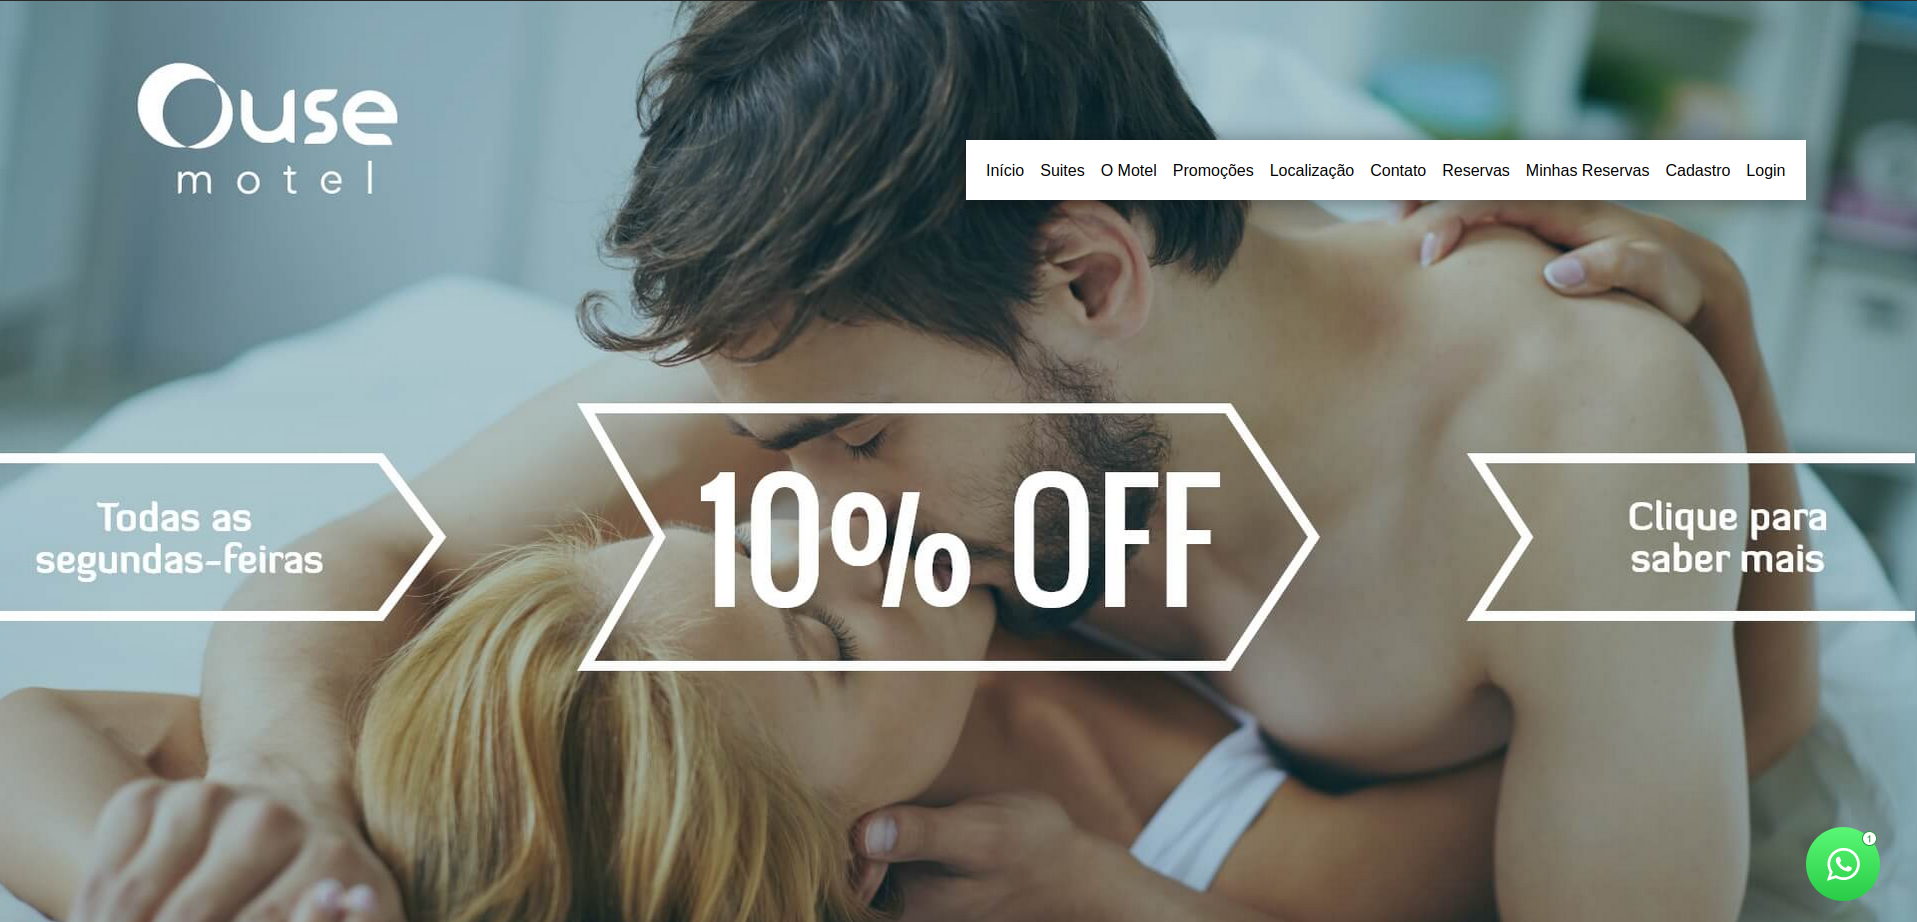 Ouse
motel
Início Suites O Motel Promoções Localização Contato Reservas Minhas Reservas Cadastro Login
Todas as
segundas-feiras
10% OFF
Clique para
saber mais
1